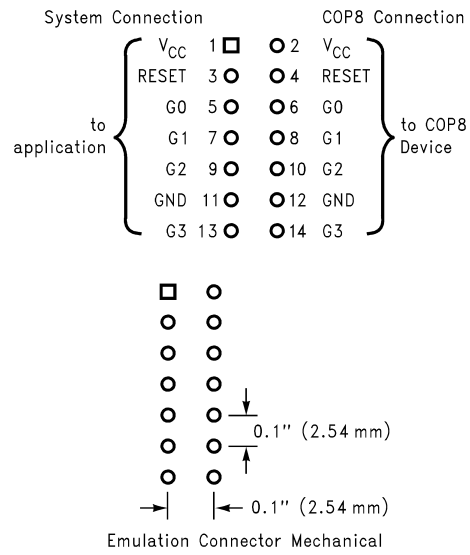 System Connection COP8 Connection
VCC 1 2 VCC
RESET 3 4 RESET
G0 5 6 G0
to application
G1 7 8 G1
to COP8 Device
G2 9 10 G2
GND 11 12 GND
G3 13 14 G3
0.1" (2.54 mm)
0.1" (2.54 mm)
Emulation Connector Mechanical